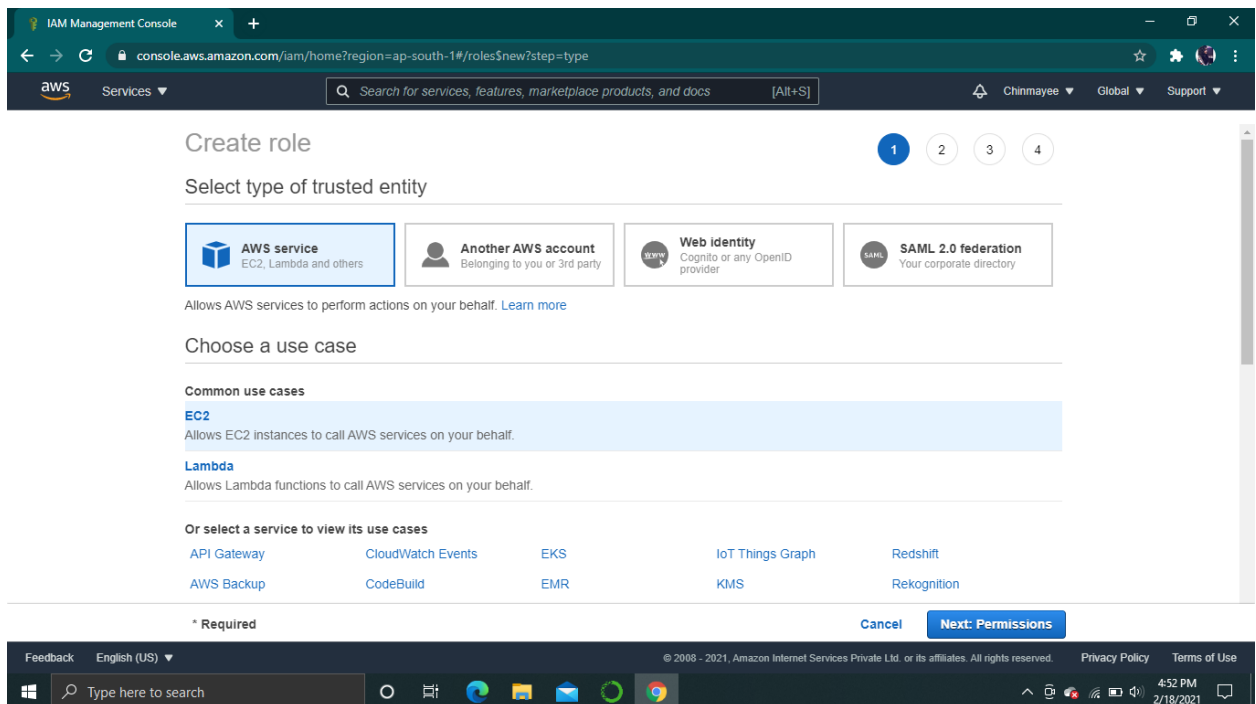 IAM Management Console
console.aws.amazon.com/iam/home?region=ap-south-1#/roles$new?step=type
aws Services Search for services, features, marketplace products, and docs [Alt+S] Chinmayee Global Support
Create role 1 2 3 4
Select type of trusted entity
AWS service
EC2, Lambda and others
Another AWS account
Belonging to you or 3rd party
www
Web identity
Cognito or any OpenID
provider
SAML
SAML 2.0 federation
Your corporate directory
Allows AWS services to perform actions on your behalf. Learn more
Choose a use case
Common use cases
EC2
Allows EC2 instances to call AWS services on your behalf.
Lambda
Allows Lambda functions to call AWS services on your behalf.
Or select a service to view its use cases
API Gateway CloudWatch Events EKS IoT Things Graph Redshift
AWS Backup CodeBuild EMR KMS Rekognition
* Required Cancel Next: Permissions
Feedback English (US) © 2008 - 2021, Amazon Internet Services Private Ltd. or its affiliates. All rights reserved. Privacy Policy Terms of Use
Type here to search
4:52 PM
2/18/2021